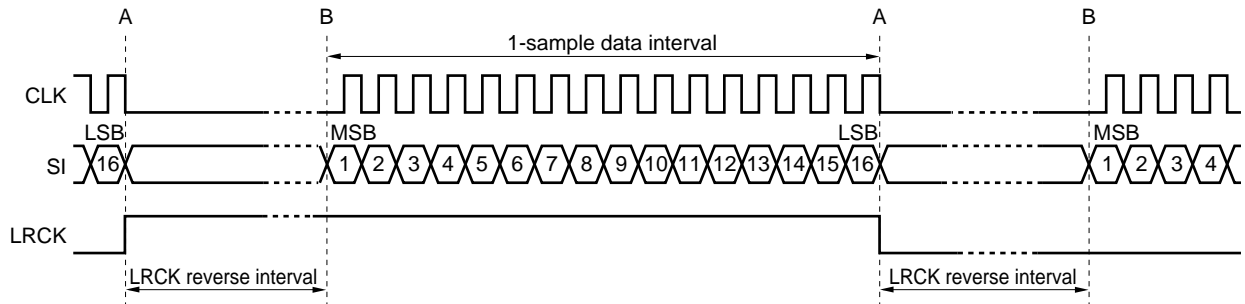 A B A B
1-sample data interval
CLK
LSB MSB LSB MSB
SI 16 1 2 3 4 5 6 7 8 9 10 11 12 13 14 15 16 1 2 3 4
LRCK
LRCK reverse interval LRCK reverse interval